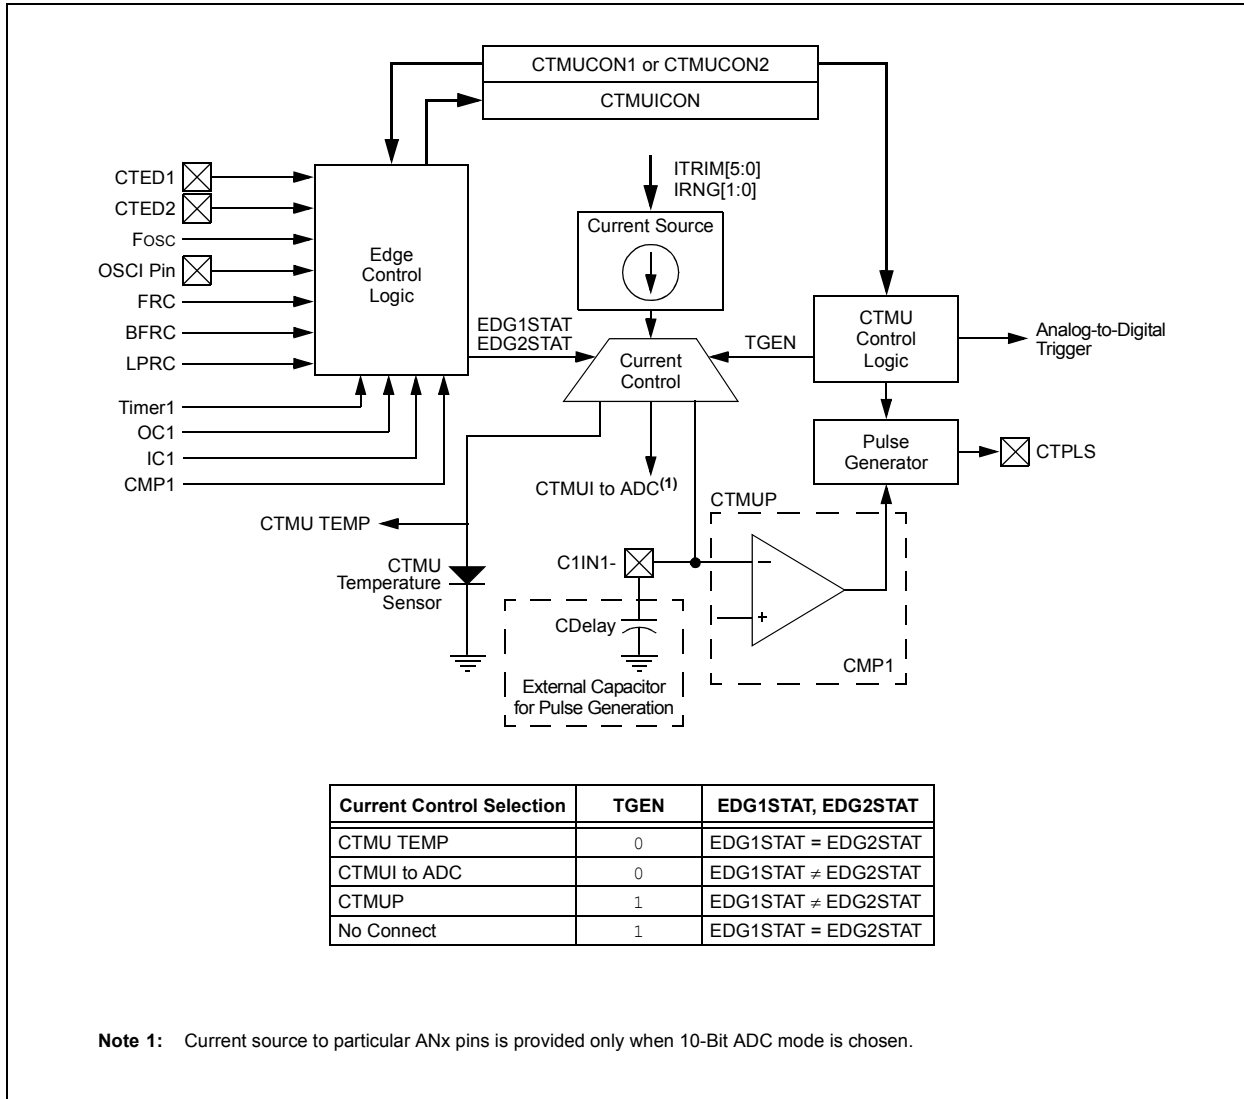 CTMUCON1 or CTMUCON2
CTMUICON
ITRIM[5:0]
IRNG[1:0]
CTED1
CTED2
FOSC
OSCI Pin
FRC
BFRC
LPRC
Timer1
OC1
IC1
CMP1
Edge
Control
Logic
Current Source
EDG1STAT
EDG2STAT
Current
Control
TGEN
CTMU
Control
Logic
Analog-to-Digital
Trigger
Pulse
Generator
CTPLS
CTMUI to ADC(1)
CTMUP
CTMU TEMP
CTMU
Temperature
Sensor
C1IN1-
−
+
CDelay
CMP1
External Capacitor
for Pulse Generation
Current Control Selection TGEN EDG1STAT, EDG2STAT
CTMU TEMP 0 EDG1STAT = EDG2STAT
CTMUI to ADC 0 EDG1STAT ≠ EDG2STAT
CTMUP 1 EDG1STAT ≠ EDG2STAT
No Connect 1 EDG1STAT = EDG2STAT
Note 1: Current source to particular ANx pins is provided only when 10-Bit ADC mode is chosen.